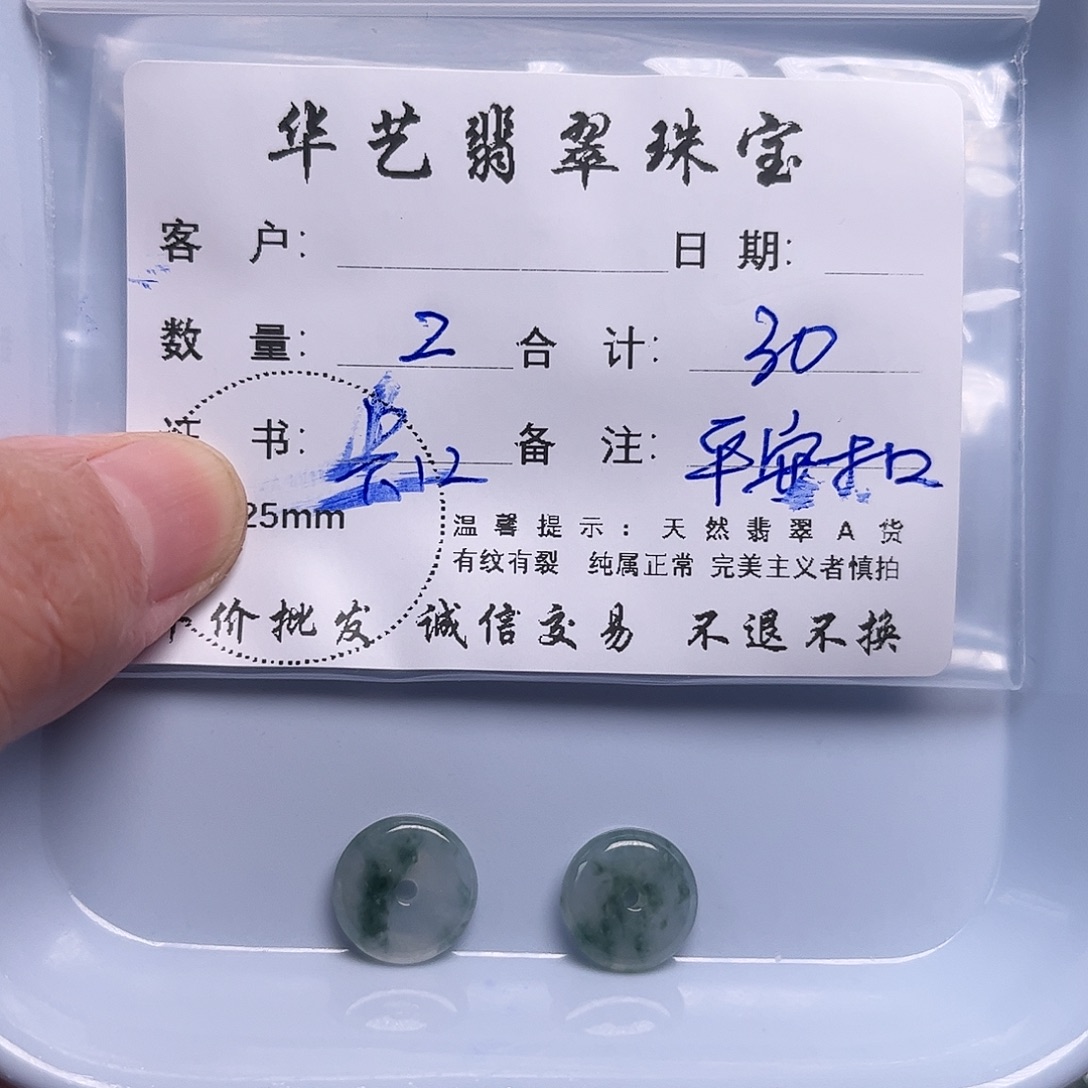 华艺翡翠珠宝
客户: 日期:
数量: 2 合计: 30
证书: 备注: 平安扣
25mm
温馨提示:天然翡翠A货
有纹有裂 纯属正常 完美主义者慎拍
价批发 诚信交易 不退不换